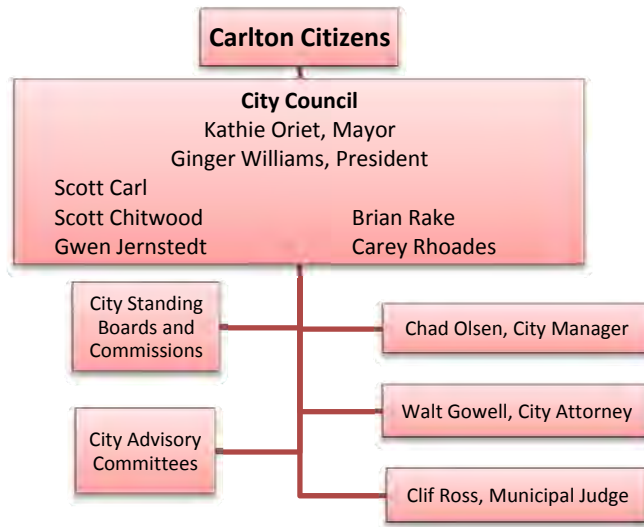 Carlton Citizens
City Council
Kathie Oriet, Mayor
Ginger Williams, President
Scott Carl
Scott Chitwood Brian Rake
Gwen Jernstedt Carey Rhoades
City Standing
Boards and
Commissions
Chad Olsen, City Manager
Walt Gowell, City Attorney
City Advisory
Committees
Clif Ross, Municipal Judge